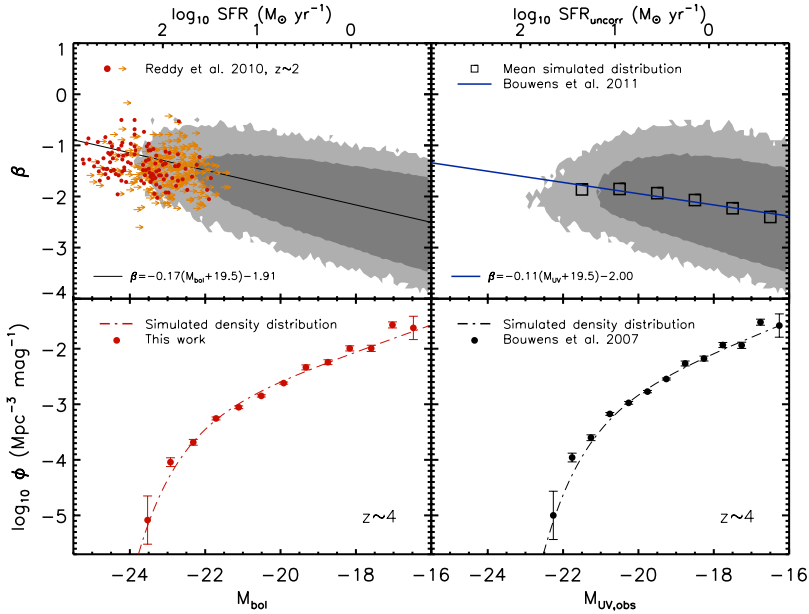 log₁₀ SFR (M⊙ yr⁻¹)
log₁₀ SFRuncorr (M⊙ yr⁻¹)
2 1 0
2 1 0
1
0
−1
−2
−3
−4
β
Reddy et al. 2010, z~2
β=−0.17(Mbol+19.5)−1.91
Mean simulated distribution
Bouwens et al. 2011
β=−0.11(MUV+19.5)−2.00
−2
−3
−4
−5
log₁₀ ϕ (Mpc⁻³ mag⁻¹)
Simulated density distribution
This work
z~4
Simulated density distribution
Bouwens et al. 2007
z~4
−24 −22 −20 −18 −16
−24 −22 −20 −18 −16
Mbol
MUV,obs